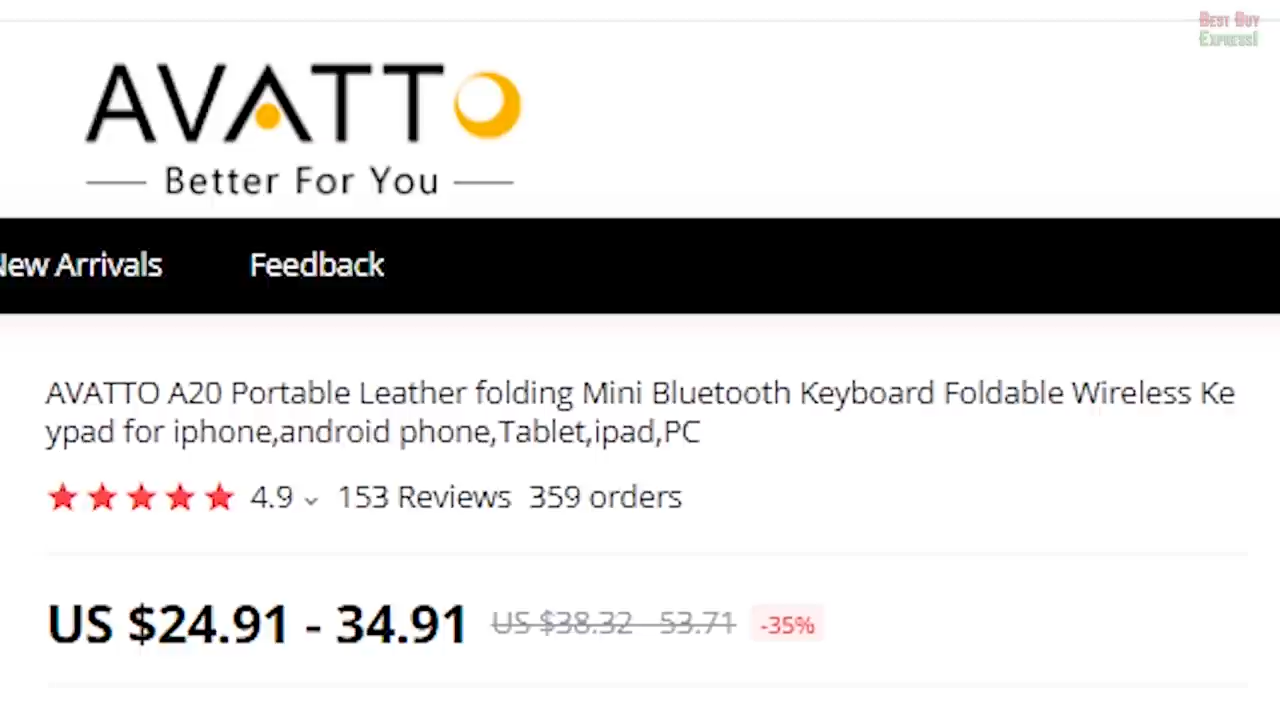 BEST BUY
EXPRESS!
AVATTO
Better For You
New Arrivals
Feedback
AVATTO A20 Portable Leather folding Mini Bluetooth Keyboard Foldable Wireless Ke
ypad for iphone,android phone,Tablet,ipad,PC
4.9 153 Reviews 359 orders
US $24.91 - 34.91 US $38.32 - 53.71 -35%